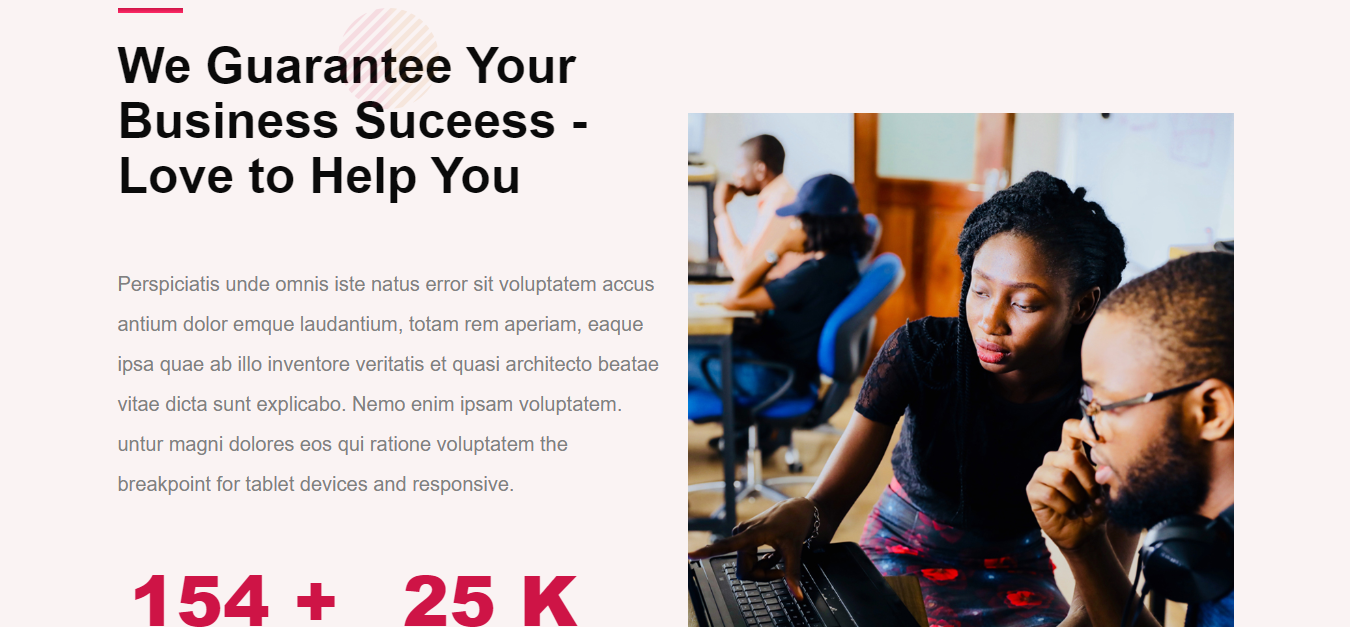 We Guarantee Your
Business Suceess -
Love to Help You
Perspiciatis unde omnis iste natus error sit voluptatem accus
antium dolor emque laudantium, totam rem aperiam, eaque
ipsa quae ab illo inventore veritatis et quasi architecto beatae
vitae dicta sunt explicabo. Nemo enim ipsam voluptatem.
untur magni dolores eos qui ratione voluptatem the
breakpoint for tablet devices and responsive.
154 + 25 K